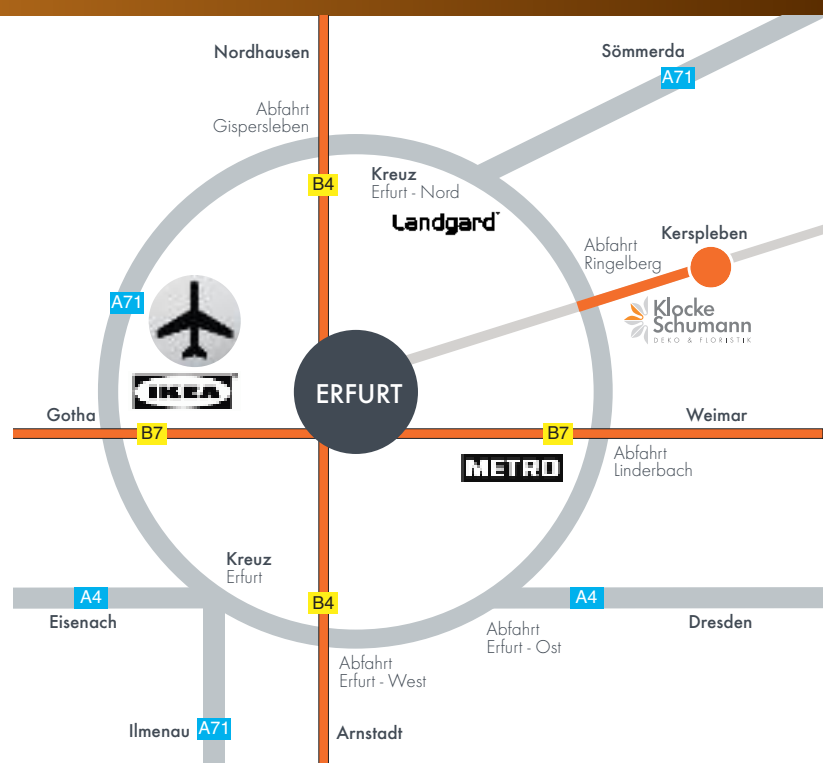 Nordhausen
Sömmerda
A71
Abfahrt
Gispersleben
Kreuz
Erfurt - Nord
B4
Landgard
Kerspleben
Abfahrt
Ringelberg
A71
Klocke
Schumann
DEKO & FLORISTIK
IKEA
ERFURT
Gotha
Weimar
B7
B7
Abfahrt
Linderbach
METRO
Kreuz
Erfurt
A4
B4
A4
Eisenach
Dresden
Abfahrt
Erfurt - Ost
Abfahrt
Erfurt - West
Ilmenau
A71
Arnstadt